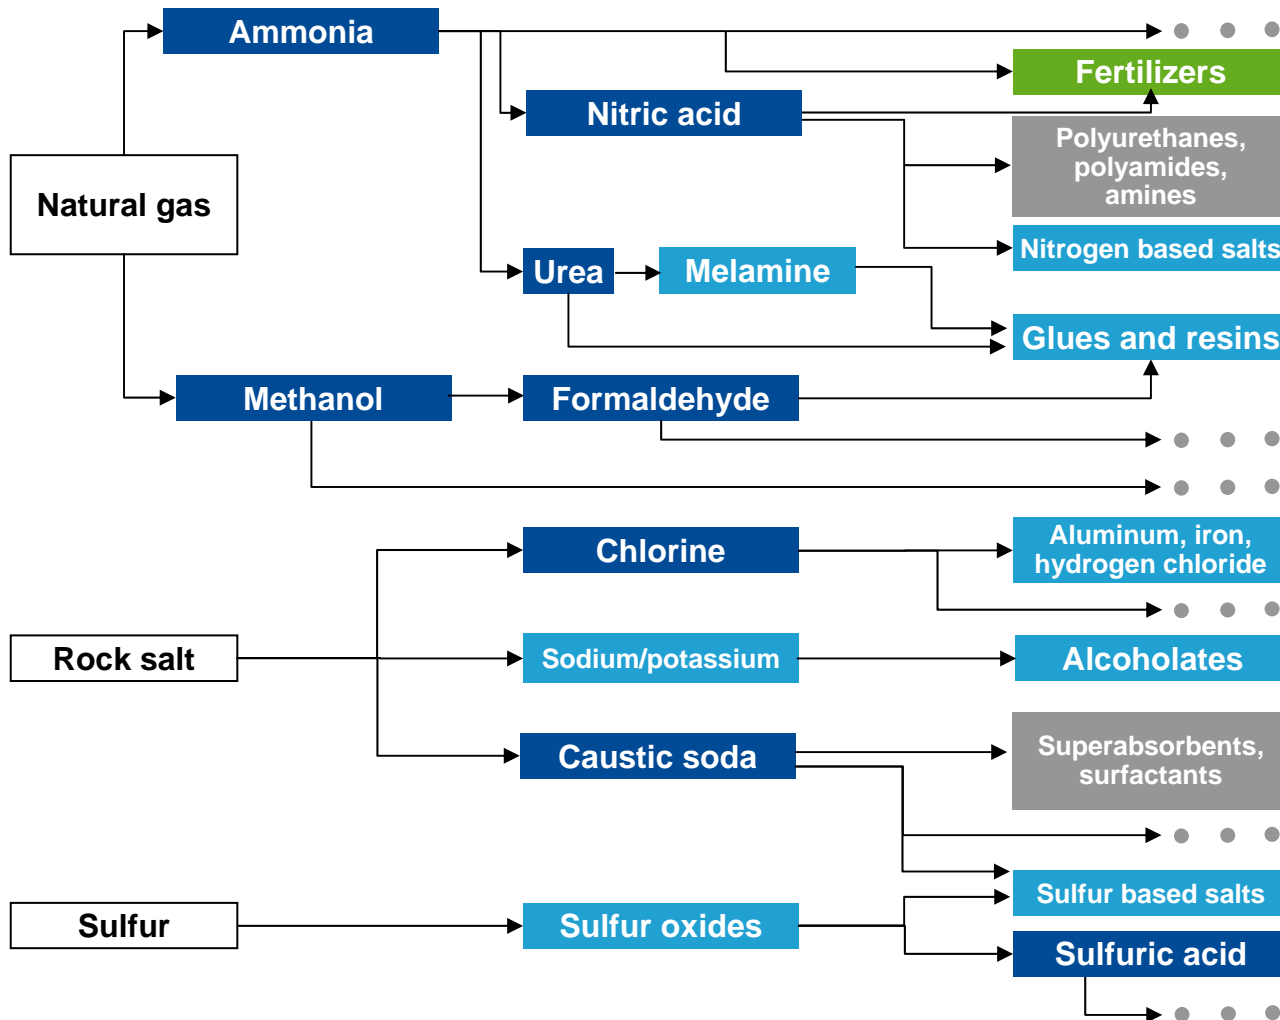 Ammonia
Fertilizers
Nitric acid
Polyurethanes,
polyamides,
amines
Natural gas
Nitrogen based salts
Urea
Melamine
Glues and resins
Methanol
Formaldehyde
Chlorine
Aluminum, iron,
hydrogen chloride
Rock salt
Sodium/potassium
Alcoholates
Caustic soda
Superabsorbents,
surfactants
Sulfur based salts
Sulfur
Sulfur oxides
Sulfuric acid